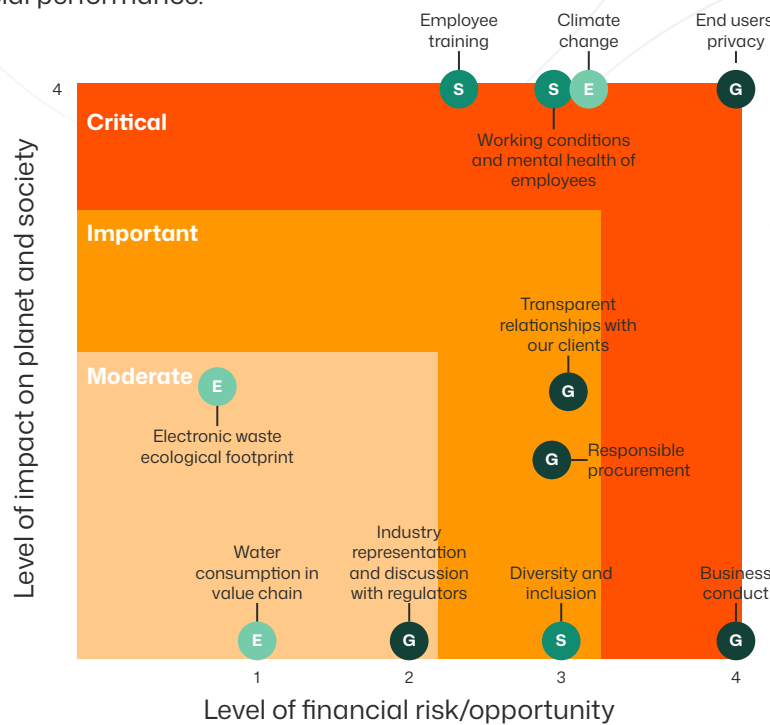 Employee
training
Climate
change
End users
privacy
4
S
S
E
G
Critical
Working conditions
and mental health of
employees
Important
Transparent
relationships with
our clients
Moderate
E
G
Electronic waste
ecological footprint
G
Responsible
procurement
Water
consumption in
value chain
Industry
representation
and discussion
with regulators
Diversity and
inclusion
Business
conduct
E
G
S
G
1
2
3
4
Level of impact on planet and society
Level of financial risk/opportunity